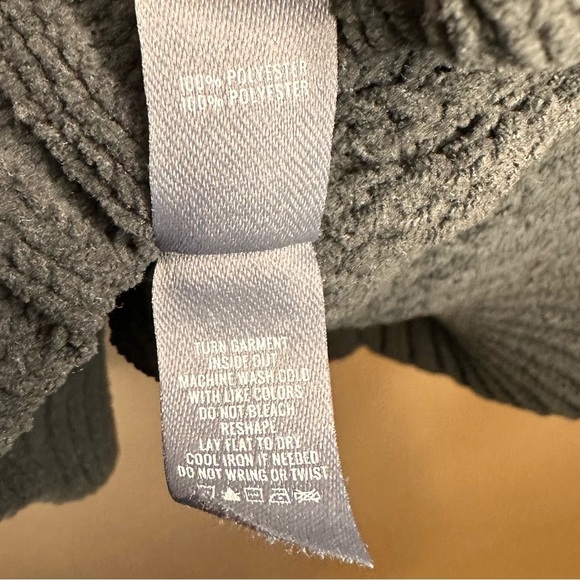 100% POLYESTER
100% POLYESTER
TURN GARMENT
INSIDE OUT
MACHINE WASH COLD
WITH LIKE COLORS
DO NOT BLEACH
RESHAPE
LAY FLAT TO DRY
COOL IRON IF NEEDED
DO NOT WRING OR TWIST